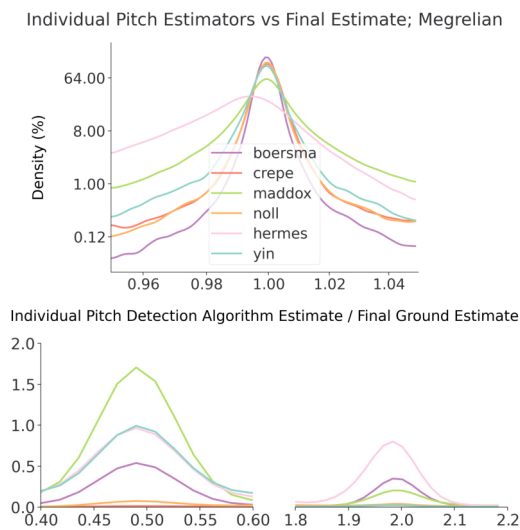 Individual Pitch Estimators vs Final Estimate; Megrelian
Density (%)
64.00
8.00
1.00
0.12
boersma
crepe
maddox
noll
hermes
yin
0.96 0.98 1.00 1.02 1.04
Individual Pitch Detection Algorithm Estimate / Final Ground Estimate
2.0
1.5
1.0
0.5
0.0
0.40 0.45 0.50 0.55 0.60 1.8 1.9 2.0 2.1 2.2